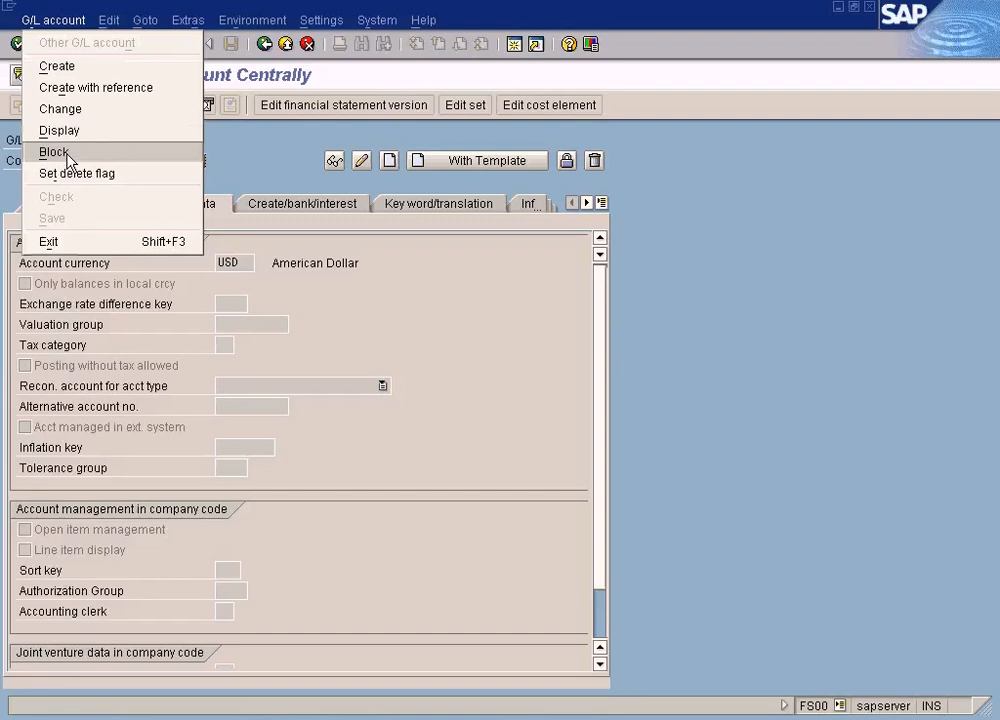 G/L account Edit Goto Extras Environment Settings System Help
SAP
Other G/L account
Create
Create with reference
Change
Display
Block
Set delete flag
Check
Save
Exit Shift+F3
unt Centrally
Edit financial statement version Edit set Edit cost element
G/L
Co
With Template
ta Create/bank/interest Key word/translation Inf...
A
Account currency USD American Dollar
Only balances in local crcy
Exchange rate difference key
Valuation group
Tax category
Posting without tax allowed
Recon. account for acct type
Alternative account no.
Acct managed in ext. system
Inflation key
Tolerance group
Account management in company code
Open item management
Line item display
Sort key
Authorization Group
Accounting clerk
Joint venture data in company code
FS00 sapserver INS